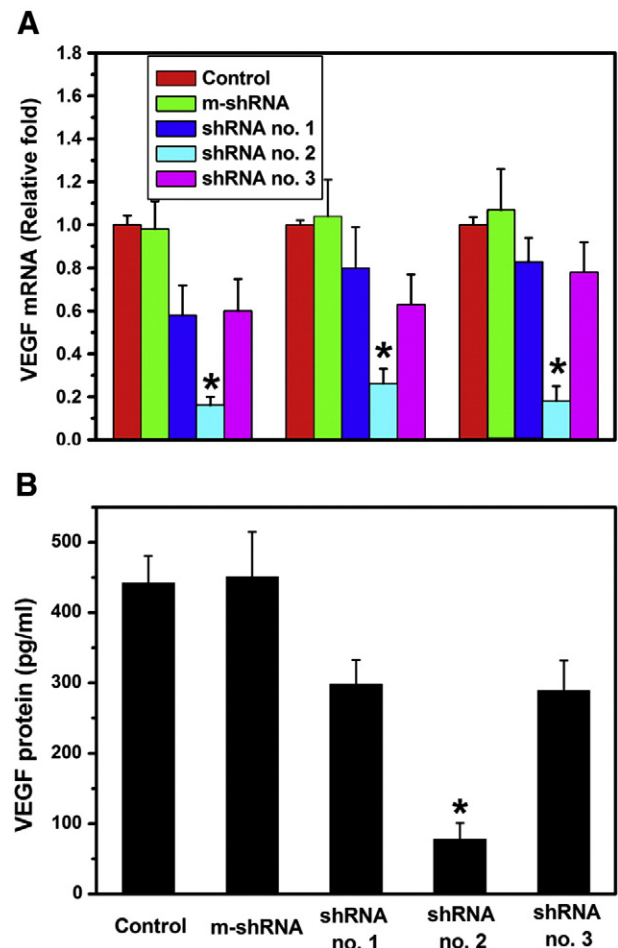 A
1.8
1.6
1.4
1.2
1.0
0.8
0.6
0.4
0.2
0.0
VEGF mRNA (Relative fold)
Control
m-shRNA
shRNA no. 1
shRNA no. 2
shRNA no. 3
*
*
*
B
500
400
300
200
100
0
VEGF protein (pg/ml)
*
Control m-shRNA shRNA shRNA shRNA
no. 1 no. 2 no. 3